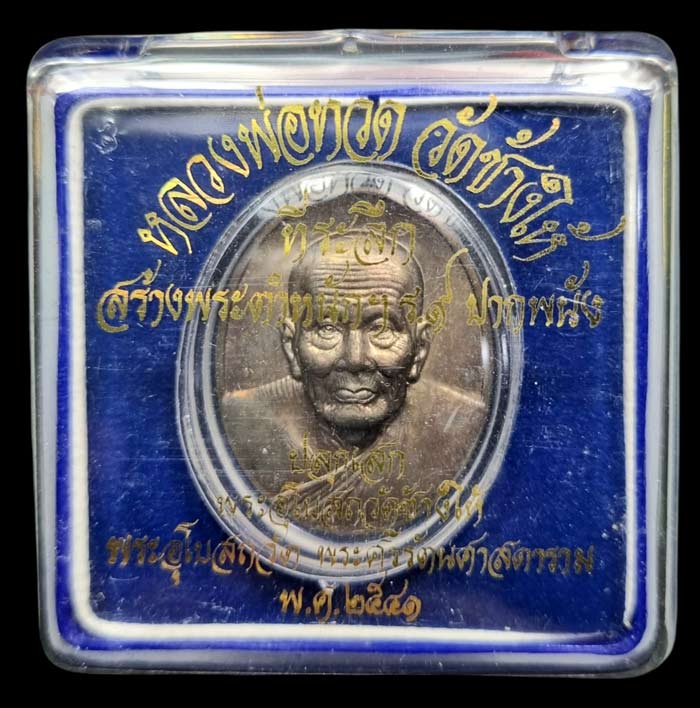 หลวงพ่อทวด วัดช้างให้
ที่ระลึก
สร้างพระตำหนักฯ ร.๙ ปากพนัง
ปลุกเสก
พระอุโบสถวัดช้างให้
พระอุโบสถวัดพระศรีรัตนศาสดาราม
พ.ศ.๒๕๔๑